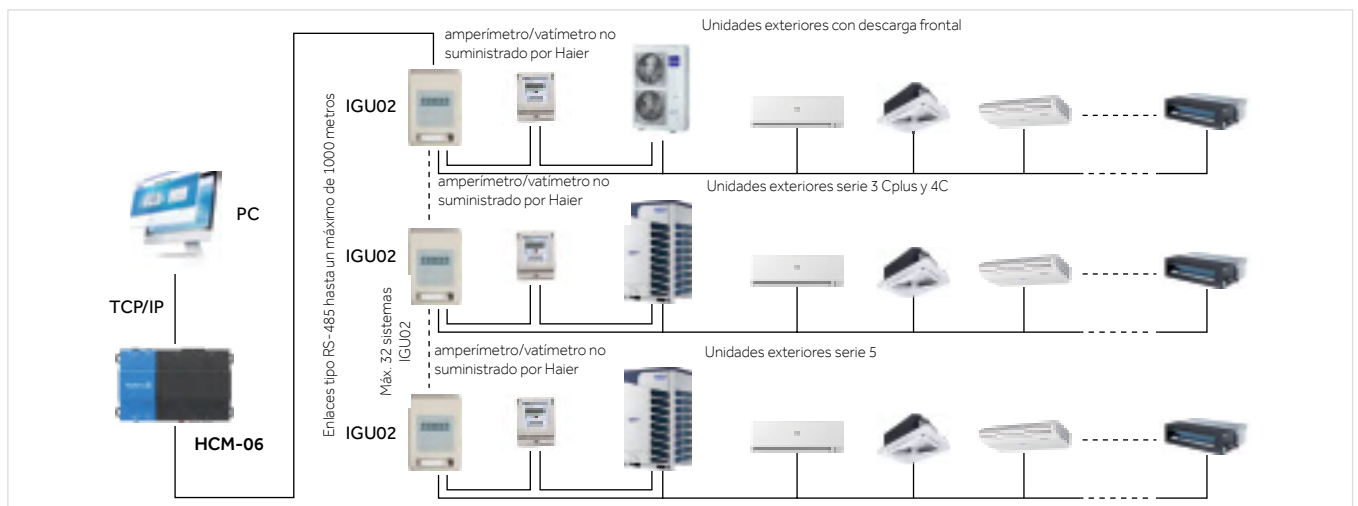 amperímetro/vatímetro no
suministrado por Haier
Unidades exteriores con descarga frontal
IGU02
Enlaces tipo RS-485 hasta un máximo de 1000 metros
amperímetro/vatímetro no
suministrado por Haier
Unidades exteriores serie 3 Cplus y 4C
PC
IGU02
TCP/IP
Máx. 32 sistemas
IGU02
amperímetro/vatímetro no
suministrado por Haier
Unidades exteriores serie 5
IGU02
HCM-06